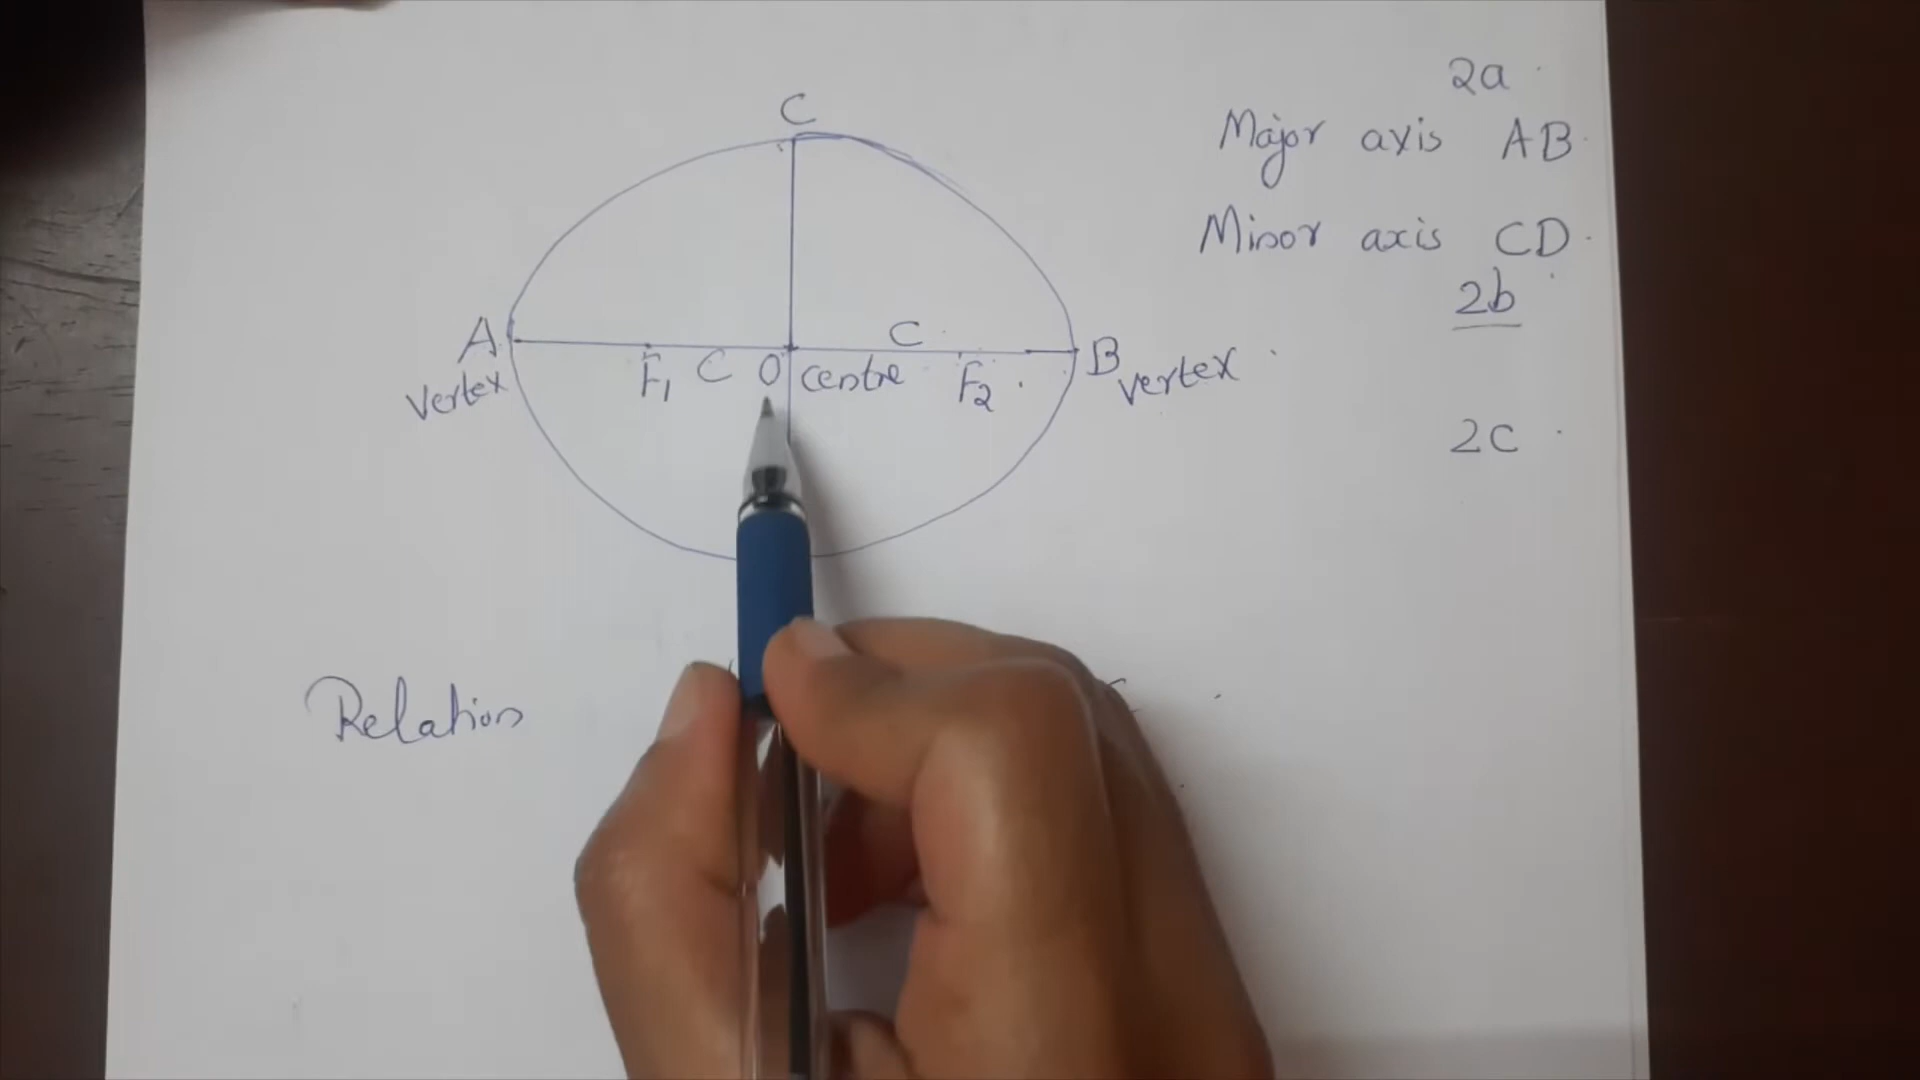 2a
C
Major axis AB
Minor axis CD
2b
A
C
B
vertex
F1
C
O
centre
F2
vertex
2C
Relation